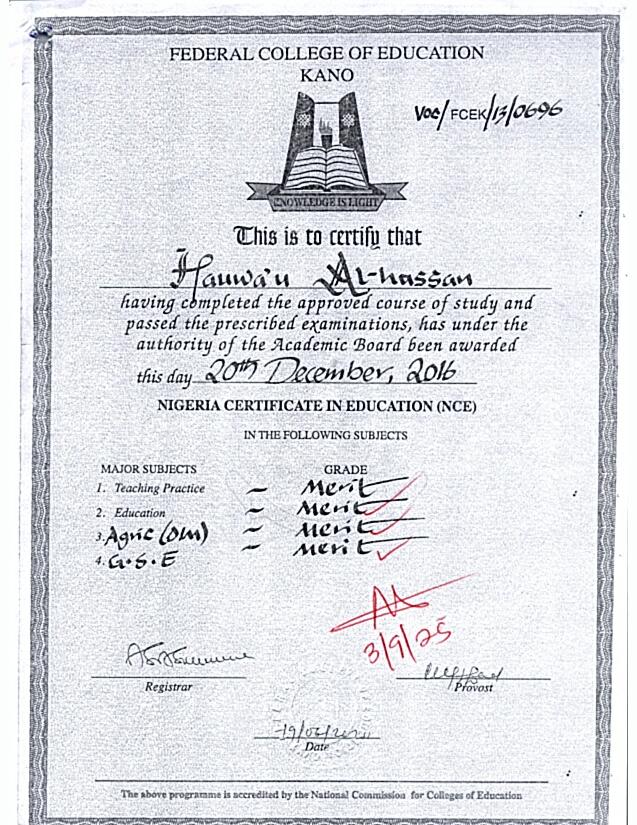 FEDERAL COLLEGE OF EDUCATION
KANO
VOC/FCEK/13/0696
KNOWLEDGE IS LIGHT
This is to certify that
Hauwa'u Al-hassan
having completed the approved course of study and
passed the prescribed examinations, has under the
authority of the Academic Board been awarded
this day 20th December, 2016
NIGERIA CERTIFICATE IN EDUCATION (NCE)
IN THE FOLLOWING SUBJECTS
MAJOR SUBJECTS GRADE
1. Teaching Practice – Merit
2. Education – Merit
3. Agric (DM) – Merit
4. G.S.E – Merit
3/9/25
Registrar
Provost
Date
The above programme is accredited by the National Commission for Colleges of Education